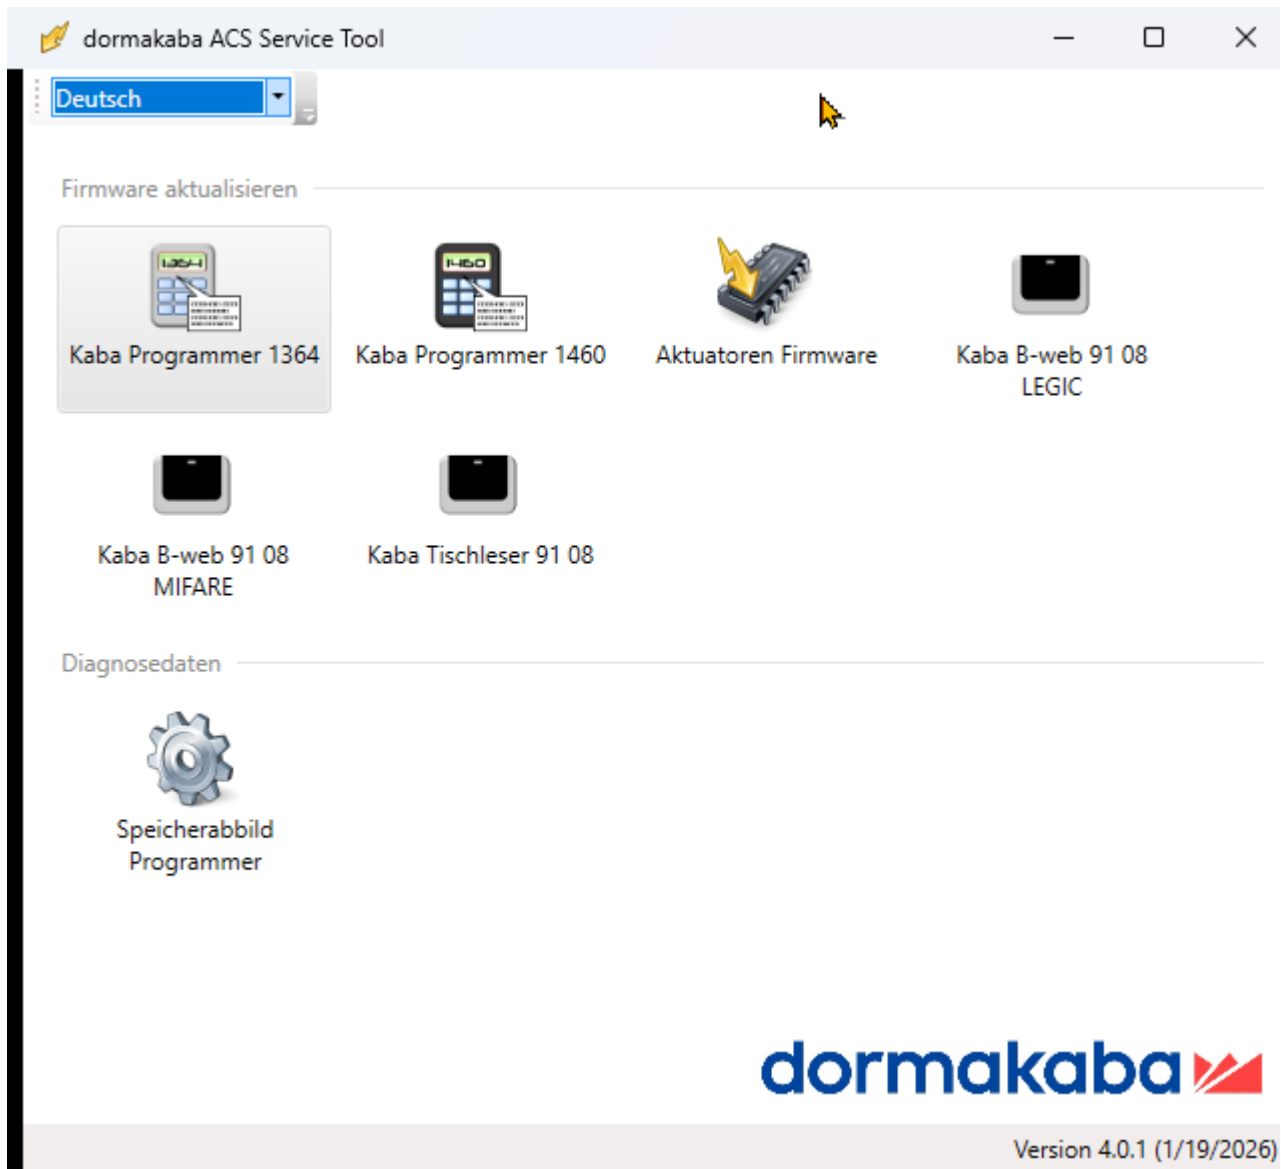 dormakaba ACS Service Tool
Deutsch
Firmware aktualisieren
1364
1460
Kaba Programmer 1364
Kaba Programmer 1460
Aktuatoren Firmware
Kaba B-web 91 08
LEGIC
Kaba B-web 91 08
MIFARE
Kaba Tischleser 91 08
Diagnosedaten
Speicherabbild
Programmer
dormakaba
Version 4.0.1 (1/19/2026)